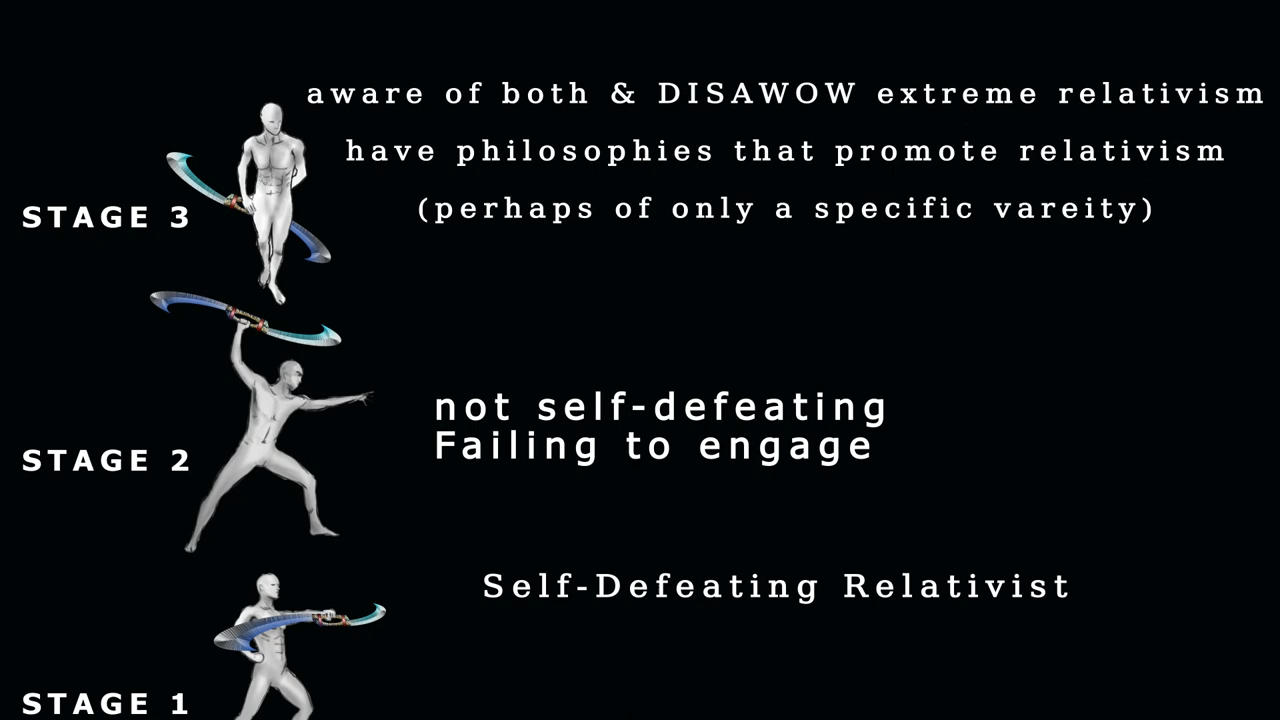 aware of both & DISAWOW extreme relativism
have philosophies that promote relativism
(perhaps of only a specific vareity)
STAGE 3
not self-defeating
Failing to engage
STAGE 2
Self-Defeating Relativist
STAGE 1